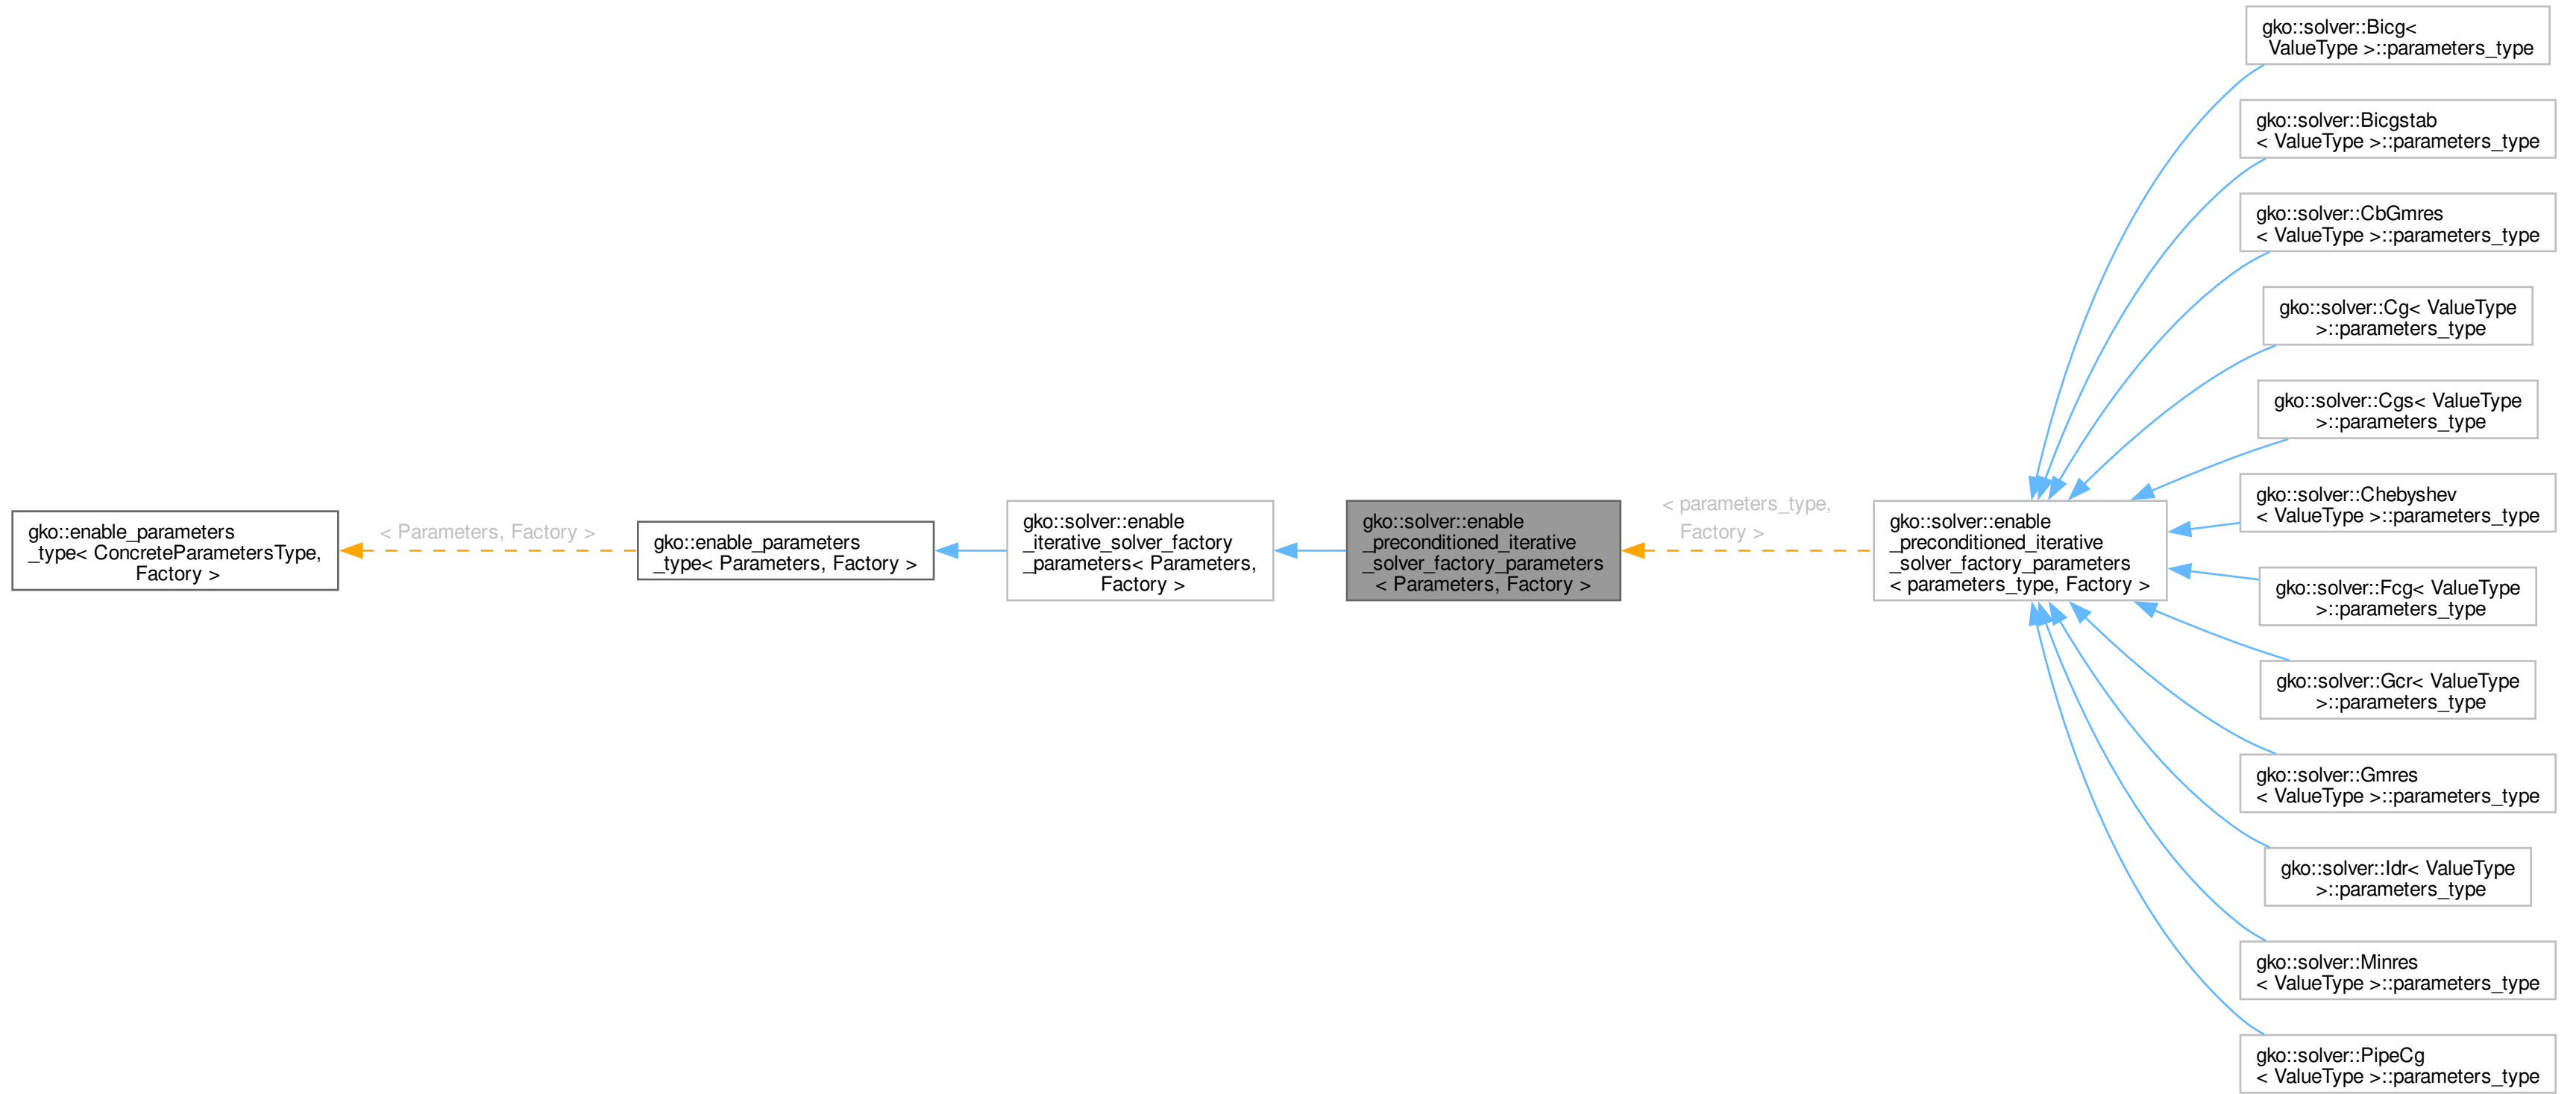 gko::enable_parameters
_type< ConcreteParametersType,
Factory >
< Parameters, Factory >
gko::enable_parameters
_type< Parameters, Factory >
gko::solver::enable
_iterative_solver_factory
_parameters< Parameters,
Factory >
gko::solver::enable
_preconditioned_iterative
_solver_factory_parameters
< Parameters, Factory >
< parameters_type,
Factory >
gko::solver::enable
_preconditioned_iterative
_solver_factory_parameters
< parameters_type, Factory >
gko::solver::Bicg<
ValueType >::parameters_type
gko::solver::Bicgstab
< ValueType >::parameters_type
gko::solver::CbGmres
< ValueType >::parameters_type
gko::solver::Cg< ValueType
>::parameters_type
gko::solver::Cgs< ValueType
>::parameters_type
gko::solver::Chebyshev
< ValueType >::parameters_type
gko::solver::Fcg< ValueType
>::parameters_type
gko::solver::Gcr< ValueType
>::parameters_type
gko::solver::Gmres
< ValueType >::parameters_type
gko::solver::Idr< ValueType
>::parameters_type
gko::solver::Minres
< ValueType >::parameters_type
gko::solver::PipeCg
< ValueType >::parameters_type